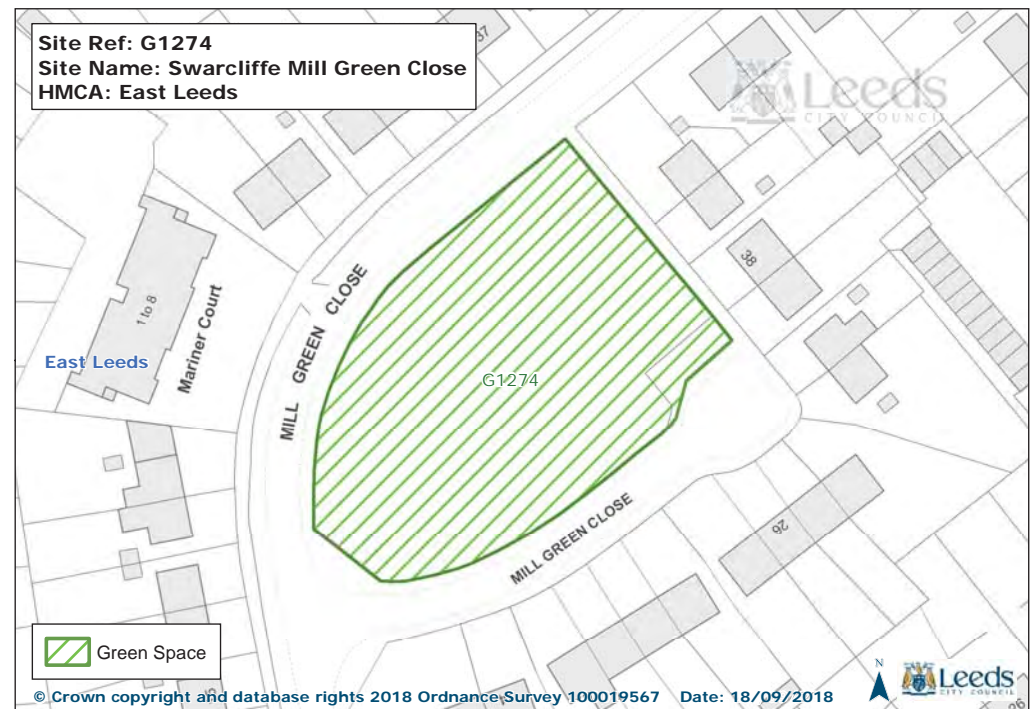 Site Ref: G1274
Site Name: Swarcliffe Mill Green Close
HMCA: East Leeds
37
Leeds
CITY COUNCIL
1 to 8
Mariner Court
MILL GREEN CLOSE
38
East Leeds
G1274
MILL GREEN CLOSE
26
Green Space
N
Leeds
CITY COUNCIL
© Crown copyright and database rights 2018 Ordnance Survey 100019567 Date: 18/09/2018
26